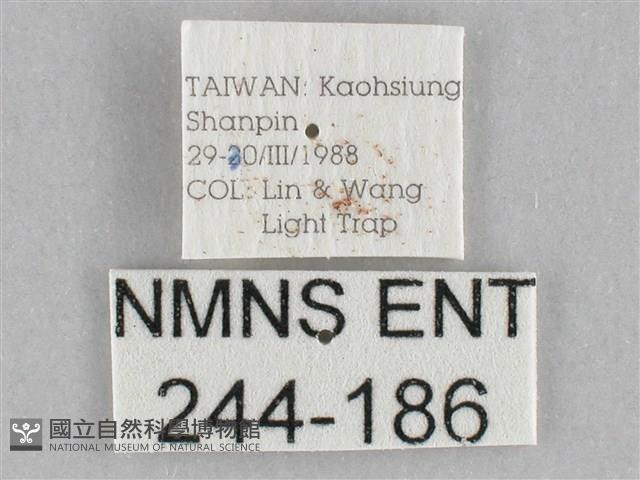 TAIWAN: Kaohsiung
Shanpin
29-30/III/1988
COL: Lin & Wang
Light Trap
NMNS ENT
244-186
國立自然科學博物館
NATIONAL MUSEUM OF NATURAL SCIENCE